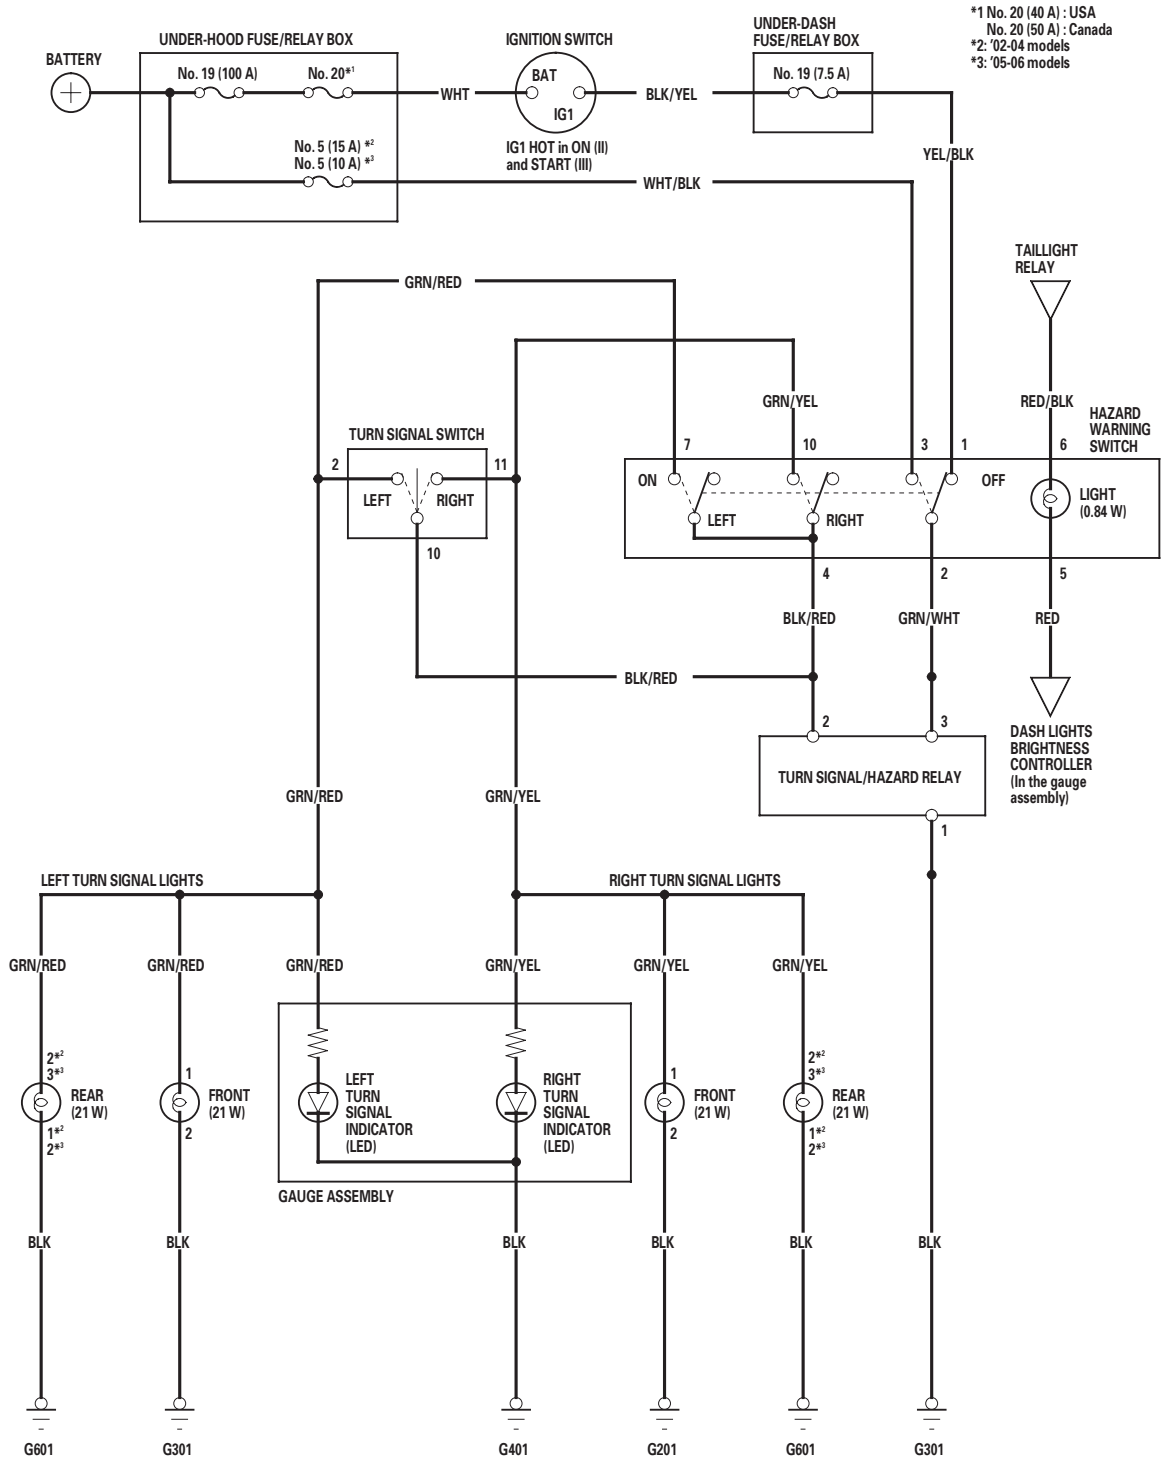 *1 No. 20 (40 A) : USA
No. 20 (50 A) : Canada
*2: '02-04 models
*3: '05-06 models
BATTERY
UNDER-HOOD FUSE/RELAY BOX
IGNITION SWITCH
UNDER-DASH
FUSE/RELAY BOX
No. 19 (100 A)
No. 20*1
BAT
No. 19 (7.5 A)
WHT
BLK/YEL
IG1
No. 5 (15 A) *2
No. 5 (10 A) *3
IG1 HOT in ON (II)
and START (III)
YEL/BLK
WHT/BLK
TAILLIGHT
RELAY
GRN/RED
GRN/YEL
RED/BLK
HAZARD
WARNING
SWITCH
TURN SIGNAL SWITCH
7
10
3
1
6
2
11
LEFT
RIGHT
ON
OFF
LIGHT
(0.84 W)
LEFT
RIGHT
10
4
2
5
BLK/RED
GRN/WHT
RED
BLK/RED
2
3
DASH LIGHTS
BRIGHTNESS
CONTROLLER
(In the gauge
assembly)
TURN SIGNAL/HAZARD RELAY
GRN/RED
GRN/YEL
1
LEFT TURN SIGNAL LIGHTS
RIGHT TURN SIGNAL LIGHTS
GRN/RED
GRN/RED
GRN/RED
GRN/YEL
GRN/YEL
GRN/YEL
2*2
3*3
1
1
2*2
3*3
REAR
(21 W)
FRONT
(21 W)
LEFT
TURN
SIGNAL
INDICATOR
(LED)
RIGHT
TURN
SIGNAL
INDICATOR
(LED)
FRONT
(21 W)
REAR
(21 W)
1*2
2*3
2
2
1*2
2*3
GAUGE ASSEMBLY
BLK
BLK
BLK
BLK
BLK
BLK
G601
G301
G401
G201
G601
G301